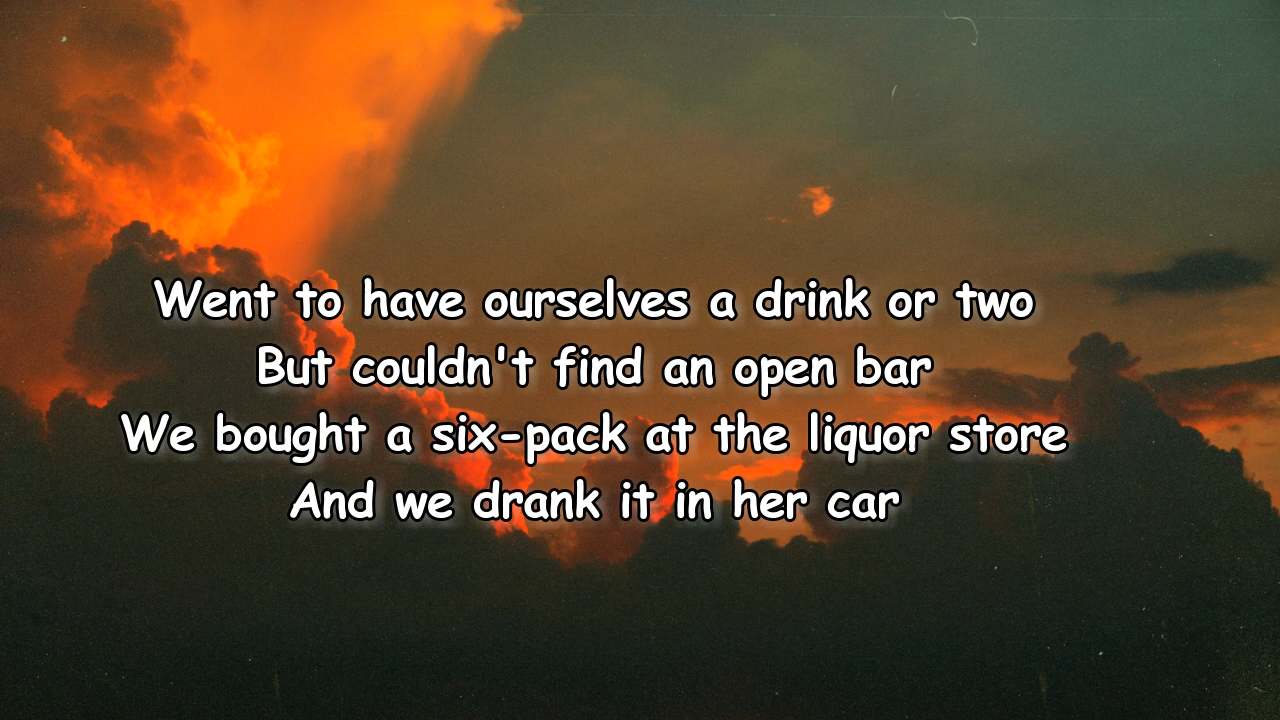 Went to have ourselves a drink or two
But couldn't find an open bar
We bought a six-pack at the liquor store
And we drank it in her car